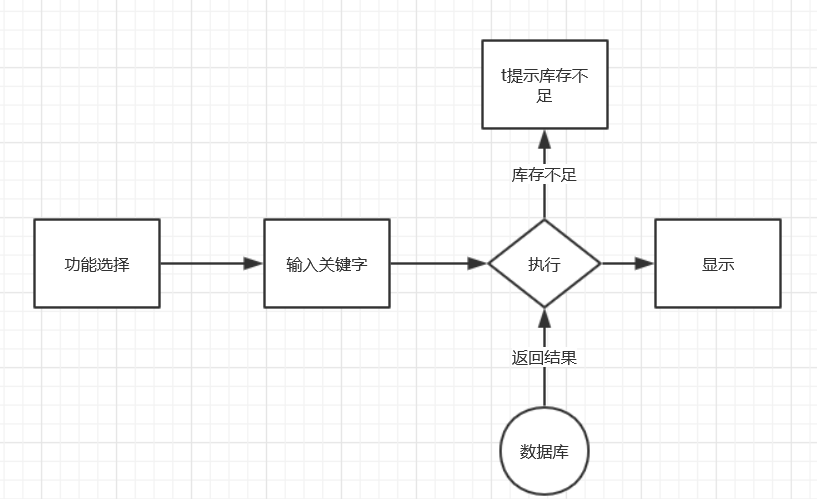 t提示库存不
足
库存不足
功能选择
输入关键字
执行
显示
返回结果
数据库